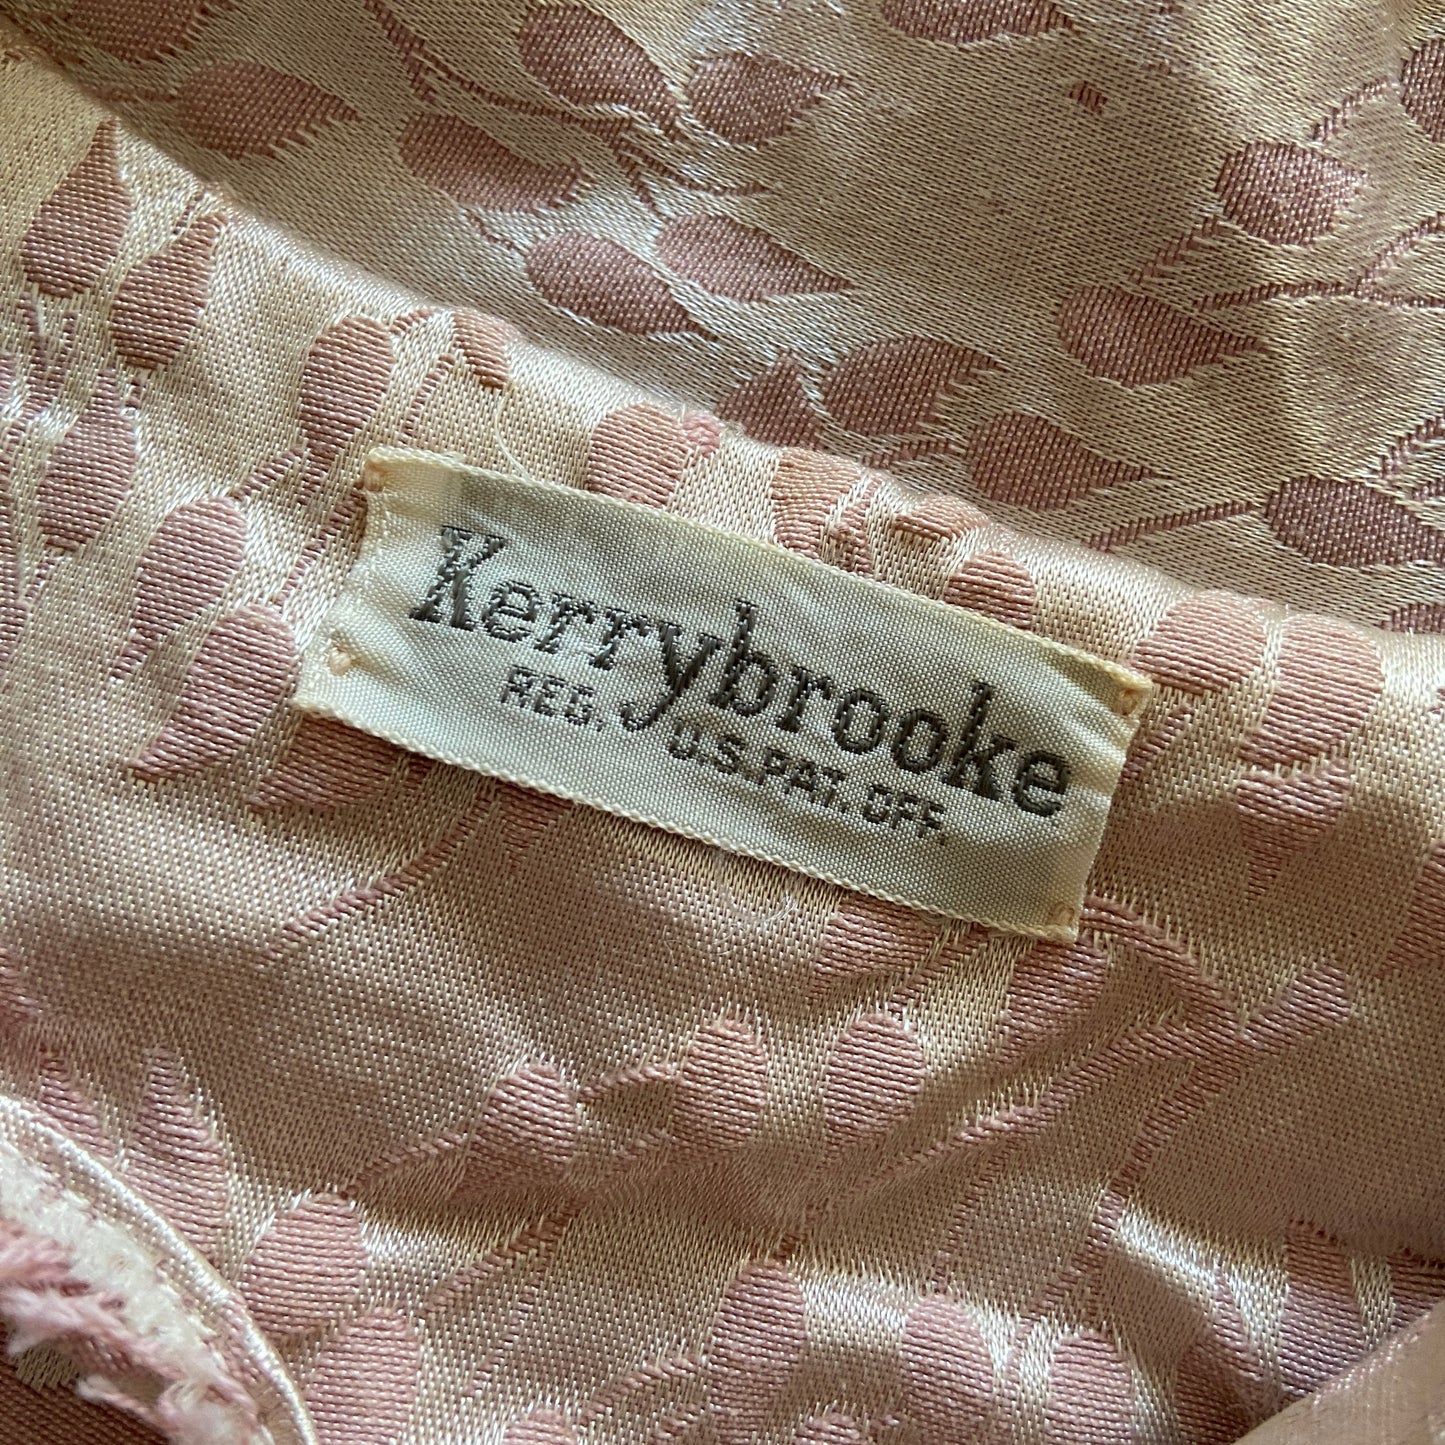 Kerrybrooke
REG. U.S. PAT. OFF.